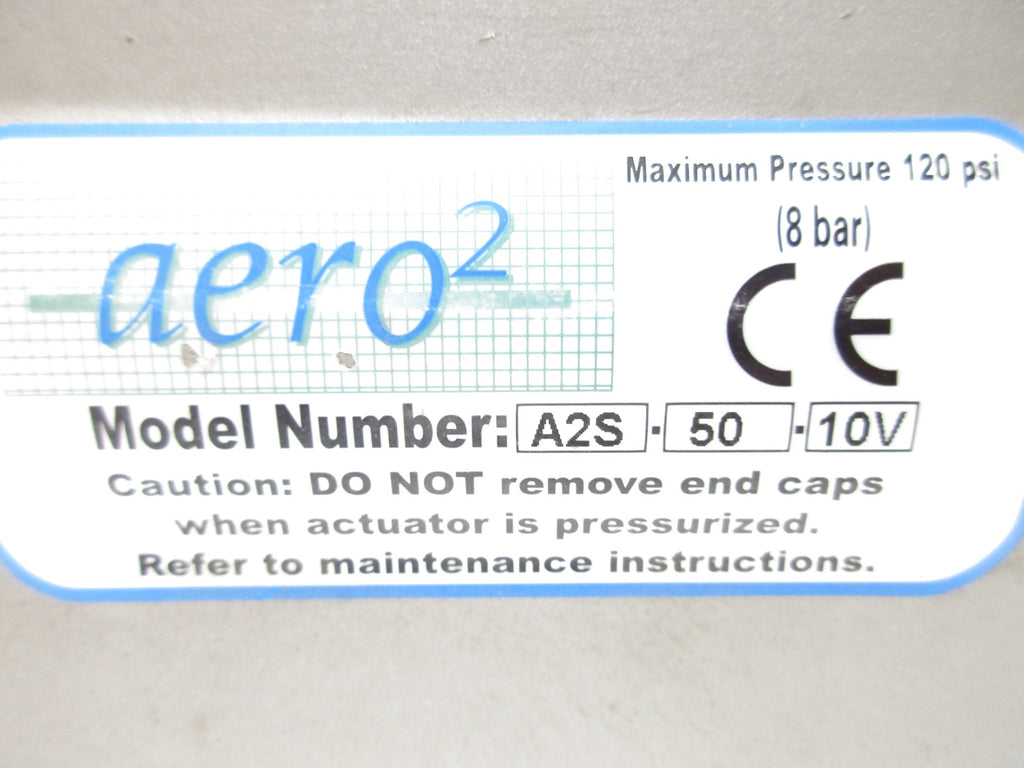 aero²
Maximum Pressure 120 psi
(8 bar)
CE
Model Number: A2S · 50 · 10V
Caution: DO NOT remove end caps
when actuator is pressurized.
Refer to maintenance instructions.